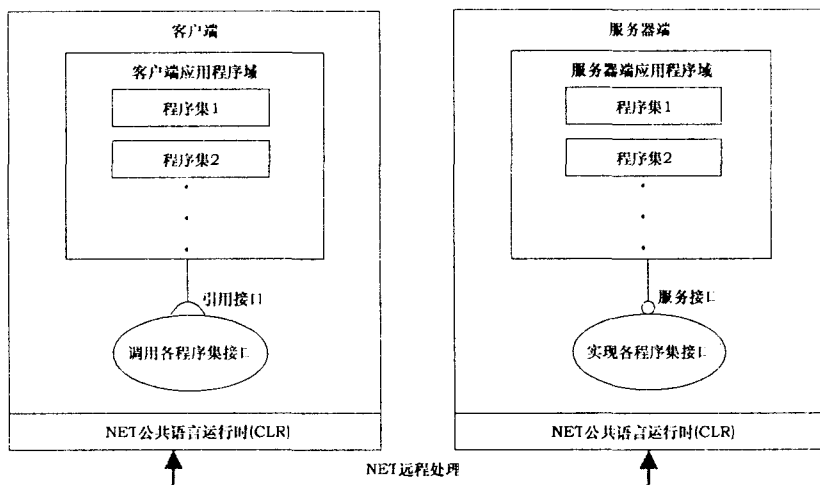 客户端
客户端应用程序域
程序集1
程序集2
引用接口
调用各程序集接口
NET公共语言运行时(CLR)
服务器端
服务器端应用程序域
程序集1
程序集2
服务接口
实现各程序集接口
NET公共语言运行时(CLR)
NET远程处理